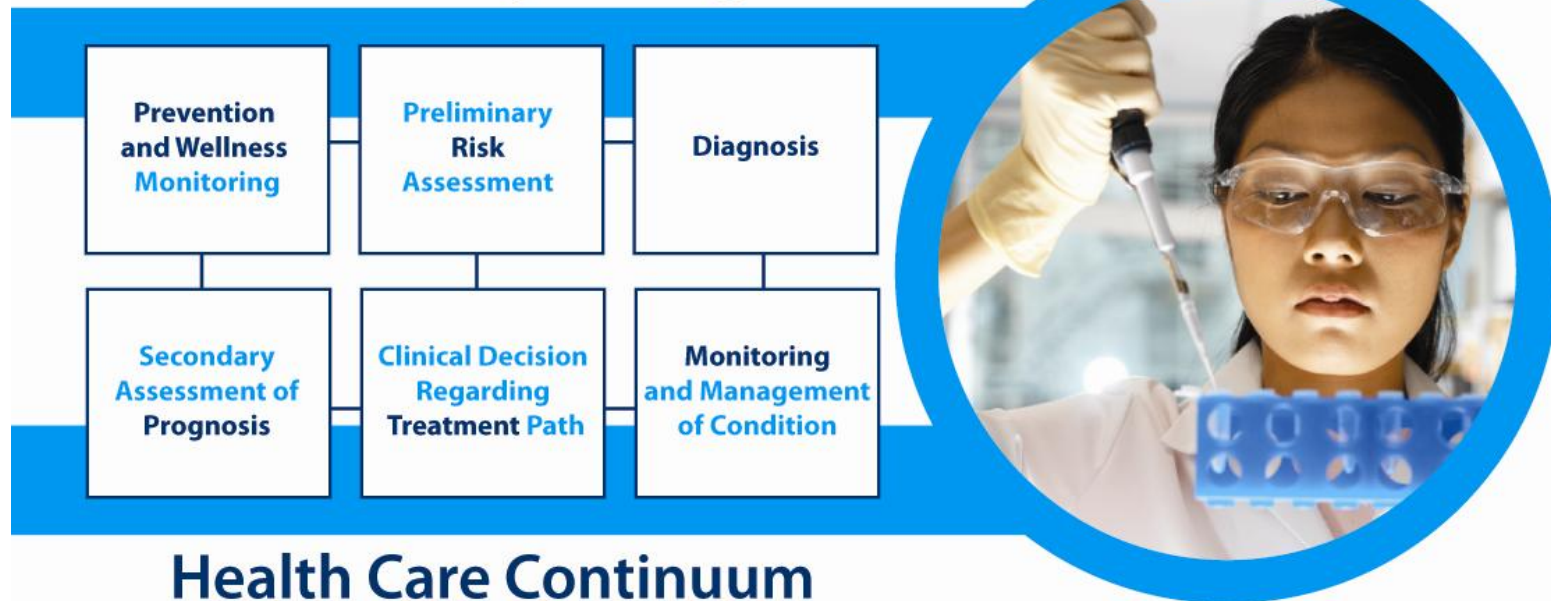 Prevention
and Wellness
Monitoring
Preliminary
Risk
Assessment
Diagnosis
Secondary
Assessment of
Prognosis
Clinical Decision
Regarding
Treatment Path
Monitoring
and Management
of Condition
Health Care Continuum